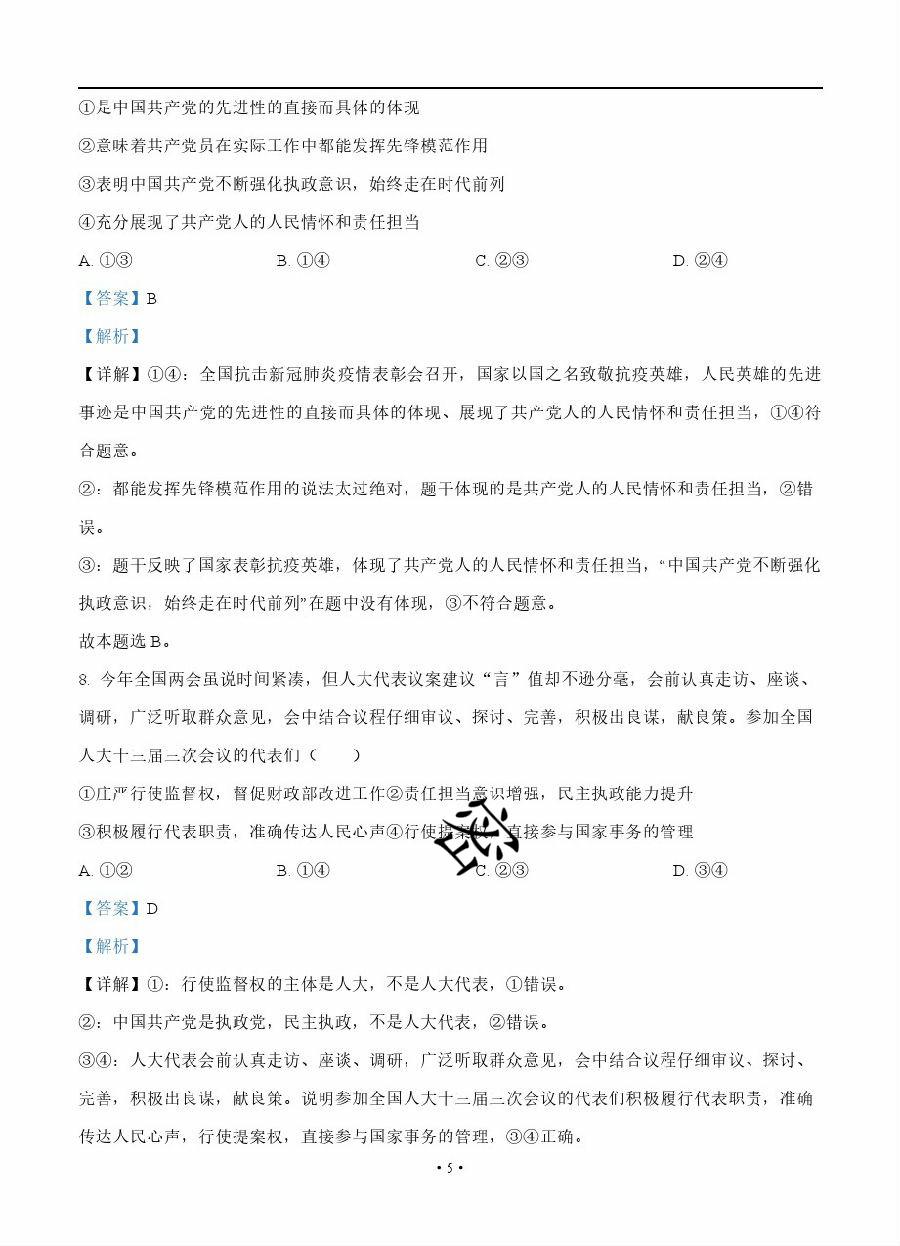 ①是中国共产党的先进性的直接而具体的体现
②意味着共产党员在实际工作中都能发挥先锋模范作用
③表明中国共产党不断强化执政意识，始终走在时代前列
④充分展现了共产党人的人民情怀和责任担当
A. ①③ B. ①④ C. ②③ D. ②④
【答案】B
【解析】
【详解】①④：全国抗击新冠肺炎疫情表彰会召开，国家以国之名致敬抗疫英雄，人民英雄的先进
事迹是中国共产党的先进性的直接而具体的体现、展现了共产党人的人民情怀和责任担当，①④符
合题意。
②：都能发挥先锋模范作用的说法太过绝对，题干体现的是共产党人的人民情怀和责任担当，②错
误。
③：题干反映了国家表彰抗疫英雄，体现了共产党人的人民情怀和责任担当，“中国共产党不断强化
执政意识，始终走在时代前列”在题中没有体现，③不符合题意。
故本题选B。
8. 今年全国两会虽说时间紧凑，但人大代表议案建议“言”值却不逊分毫，会前认真走访、座谈、
调研，广泛听取群众意见，会中结合议程仔细审议、探讨、完善，积极出良谋，献良策。参加全国
人大十三届三次会议的代表们（　　）
①庄严行使监督权，督促财政部改进工作②责任担当意识增强，民主执政能力提升
③积极履行代表职责，准确传达人民心声④行使提案权，直接参与国家事务的管理
A. ①② B. ①④ C. ②③ D. ③④
【答案】D
【解析】
【详解】①：行使监督权的主体是人大，不是人大代表，①错误。
②：中国共产党是执政党，民主执政，不是人大代表，②错误。
③④：人大代表会前认真走访、座谈、调研，广泛听取群众意见，会中结合议程仔细审议、探讨、
完善，积极出良谋，献良策。说明参加全国人大十三届三次会议的代表们积极履行代表职责，准确
传达人民心声，行使提案权，直接参与国家事务的管理，③④正确。
• 5 •